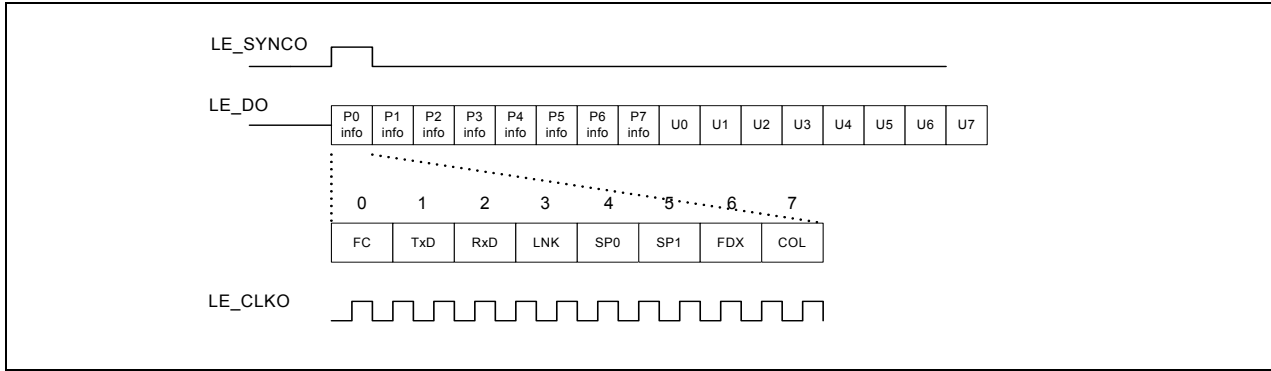 LE_SYNCO
LE_DO
P0 info P1 info P2 info P3 info P4 info P5 info P6 info P7 info U0 U1 U2 U3 U4 U5 U6 U7
0 1 2 3 4 5 6 7
FC TxD RxD LNK SP0 SP1 FDX COL
LE_CLKO